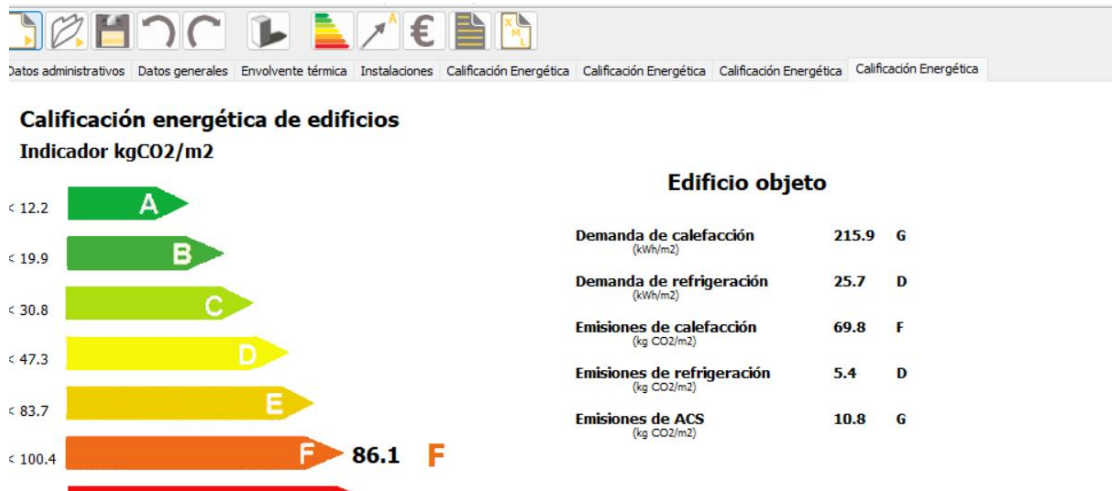 A €
X M L
Datos administrativos Datos generales Envolvente térmica Instalaciones Calificación Energética Calificación Energética Calificación Energética Calificación Energética
Calificación energética de edificios
Indicador kgCO2/m2
< 12.2 A
< 19.9 B
< 30.8 C
< 47.3 D
< 83.7 E
< 100.4 F 86.1 F
Edificio objeto
Demanda de calefacción 215.9 G
(kWh/m2)
Demanda de refrigeración 25.7 D
(kWh/m2)
Emisiones de calefacción 69.8 F
(kg CO2/m2)
Emisiones de refrigeración 5.4 D
(kg CO2/m2)
Emisiones de ACS 10.8 G
(kg CO2/m2)